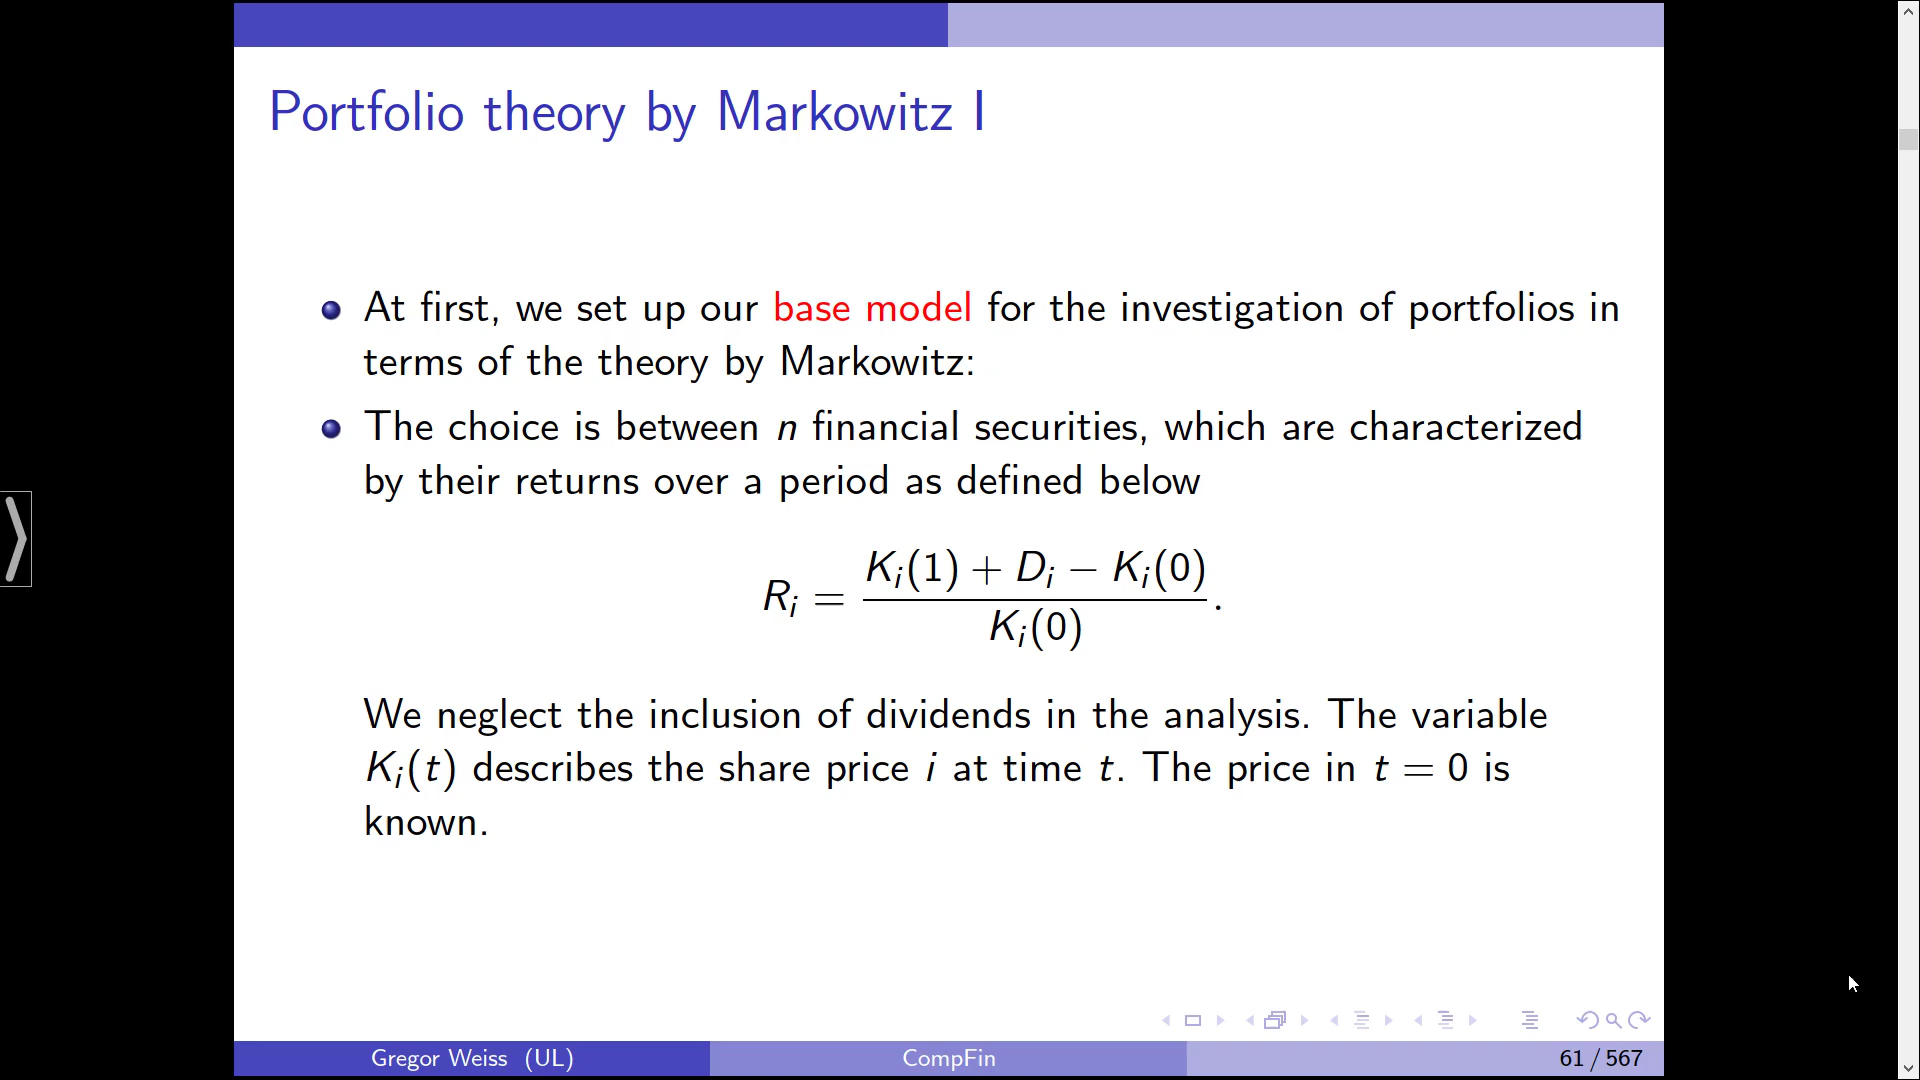 Portfolio theory by Markowitz I
At first, we set up our base model for the investigation of portfolios in
terms of the theory by Markowitz:
The choice is between n financial securities, which are characterized
by their returns over a period as defined below
R_i = \frac{K_i(1) + D_i − K_i(0)}{K_i(0)}.
We neglect the inclusion of dividends in the analysis. The variable
K_i(t) describes the share price i at time t. The price in t = 0 is
known.
Gregor Weiss (UL) CompFin 61 / 567